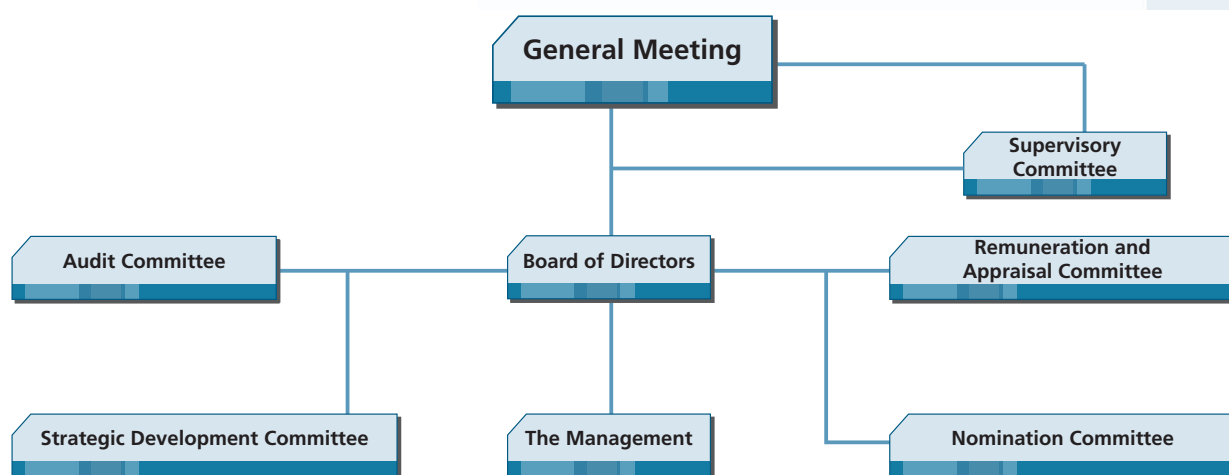 General Meeting
Supervisory
Committee
Audit Committee
Board of Directors
Remuneration and
Appraisal Committee
Strategic Development Committee
The Management
Nomination Committee